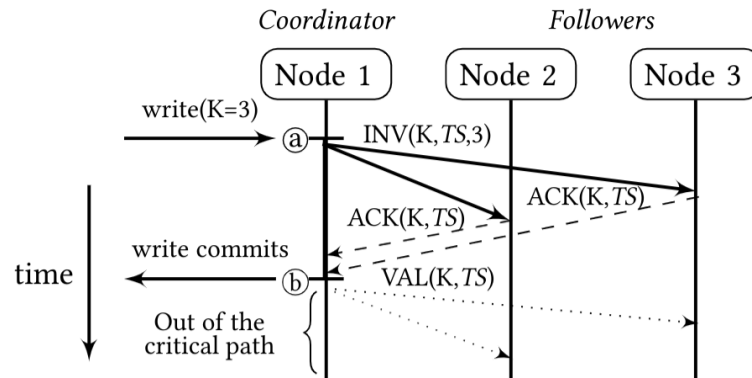 Coordinator
Followers
Node 1
Node 2
Node 3
write(K=3)
a
INV(K,TS,3)
ACK(K,TS)
ACK(K,TS)
write commits
b
VAL(K,TS)
time
Out of the
critical path